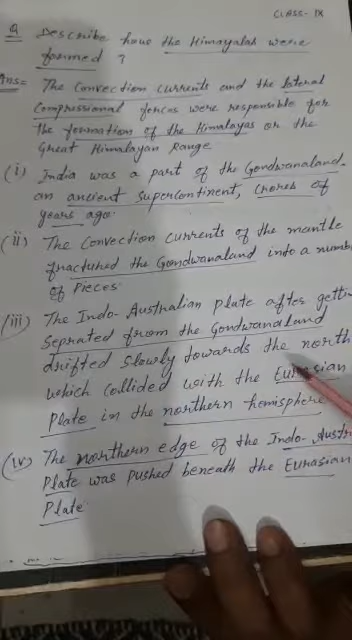 CLASS- IX
Q Describe how the Himayalas were
formed ?
Ans= The Convection currents and the lateral
Compressional forces were responsible for
the formation of the Himalayas or the
Great Himalayan Range
(i) India was a part of the Gondwanaland.
an ancient supercontinent, crores of
years ago.
(ii) The Convection currents of the mantle
fractured the Gondwanaland into a numb
of Pieces.
(iii) The Indo-Australian plate after getti
Seprated from the Gondwanaland
drifted slowly towards the north
which collided with the Eurasian
Plate in the northern hemisphere
(iv) The northern edge of the Indo-Austr
Plate was pushed beneath the Eurasian
Plate.